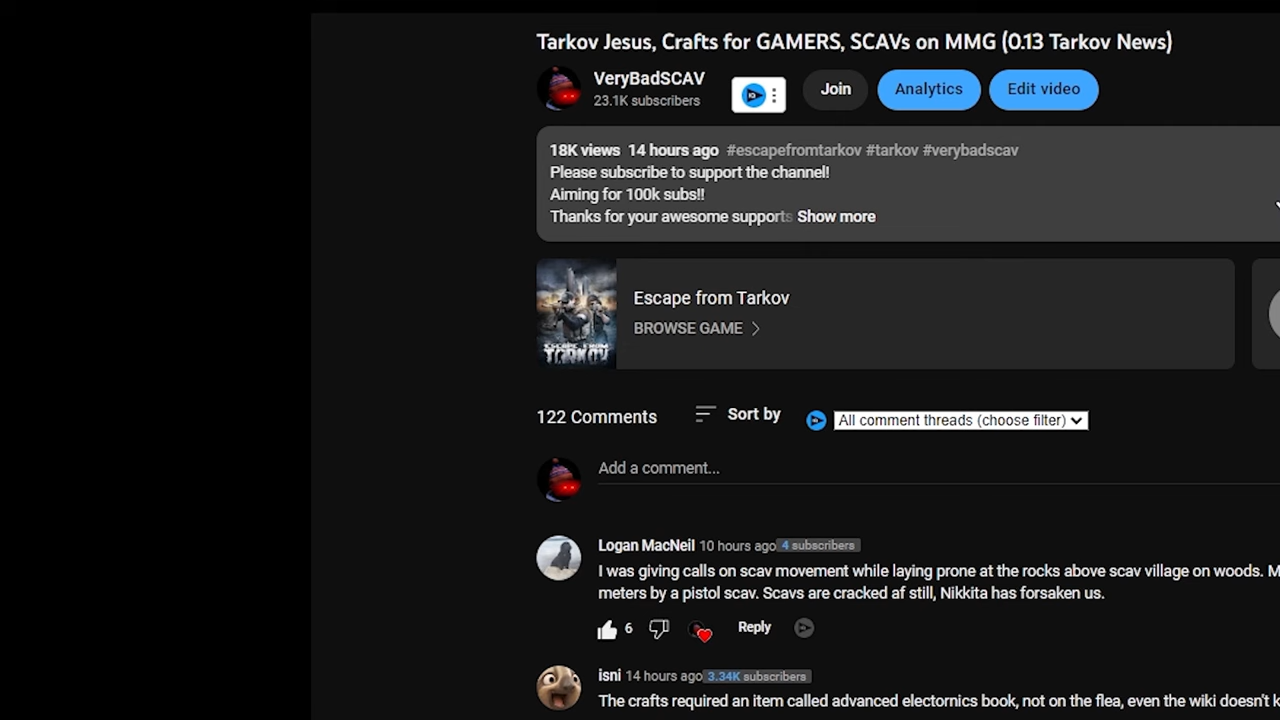 Tarkov Jesus, Crafts for GAMERS, SCAVs on MMG (0.13 Tarkov News)
VeryBadSCAV
23.1K subscribers
Join
Analytics
Edit video
18K views 14 hours ago #escapefromtarkov #tarkov #verybadscav
Please subscribe to support the channel!
Aiming for 100k subs!!
Thanks for your awesome supports Show more
ESCAPE FROM
TARKOV
Escape from Tarkov
BROWSE GAME
122 Comments
Sort by
All comment threads (choose filter)
Add a comment...
Logan MacNeil 10 hours ago 4 subscribers
I was giving calls on scav movement while laying prone at the rocks above scav village on woods. M
meters by a pistol scav. Scavs are cracked af still, Nikkita has forsaken us.
6
Reply
isni 14 hours ago 3.34K subscribers
The crafts required an item called advanced electornics book, not on the flea, even the wiki doesn't k